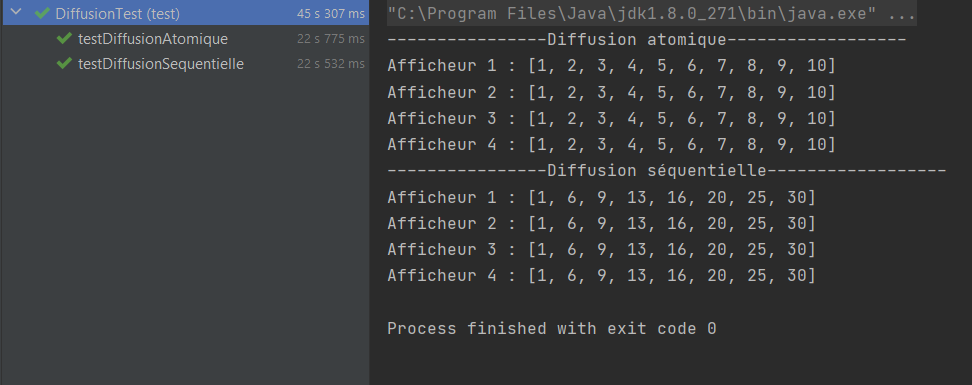 DiffusionTest (test) 45 s 307 ms
testDiffusionAtomique 22 s 775 ms
testDiffusionSequentielle 22 s 532 ms
"C:\Program Files\Java\jdk1.8.0_271\bin\java.exe" ...
----------------Diffusion atomique------------------
Afficheur 1 : [1, 2, 3, 4, 5, 6, 7, 8, 9, 10]
Afficheur 2 : [1, 2, 3, 4, 5, 6, 7, 8, 9, 10]
Afficheur 3 : [1, 2, 3, 4, 5, 6, 7, 8, 9, 10]
Afficheur 4 : [1, 2, 3, 4, 5, 6, 7, 8, 9, 10]
----------------Diffusion séquentielle------------------
Afficheur 1 : [1, 6, 9, 13, 16, 20, 25, 30]
Afficheur 2 : [1, 6, 9, 13, 16, 20, 25, 30]
Afficheur 3 : [1, 6, 9, 13, 16, 20, 25, 30]
Afficheur 4 : [1, 6, 9, 13, 16, 20, 25, 30]
Process finished with exit code 0